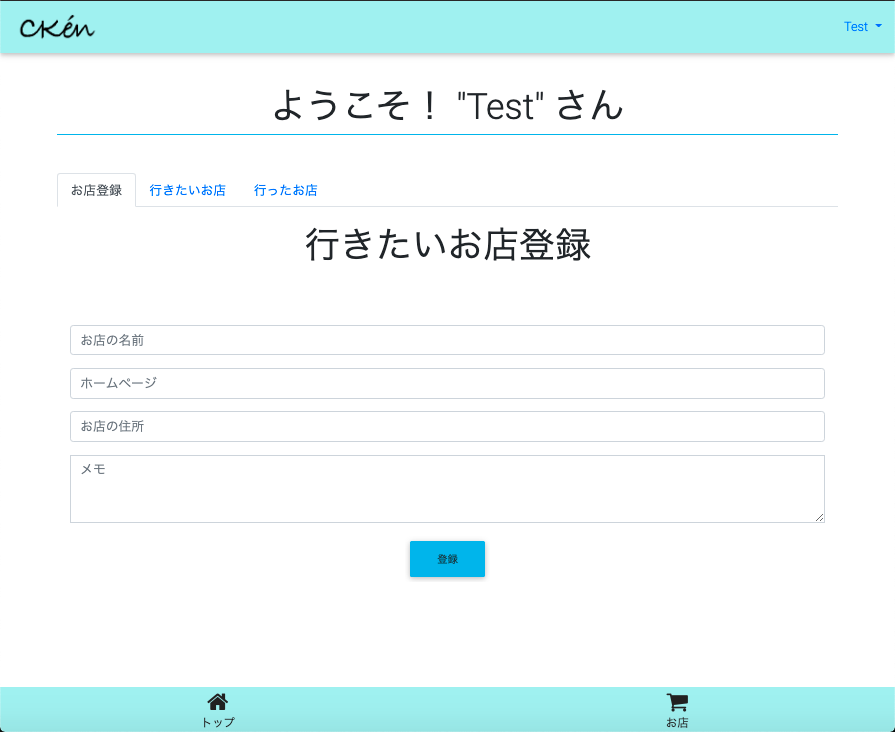 CKén
Test
ようこそ！ "Test" さん
お店登録 行きたいお店 行ったお店
行きたいお店登録
お店の名前
ホームページ
お店の住所
メモ
登録
トップ お店